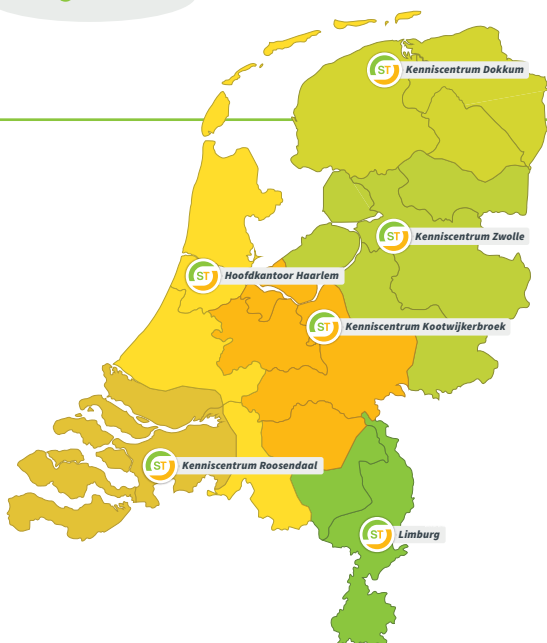 ST Kenniscentrum Dokkum
ST Kenniscentrum Zwolle
ST Hoofdkantoor Haarlem
ST Kenniscentrum Kootwijkerbroek
ST Kenniscentrum Roosendaal
ST Limburg